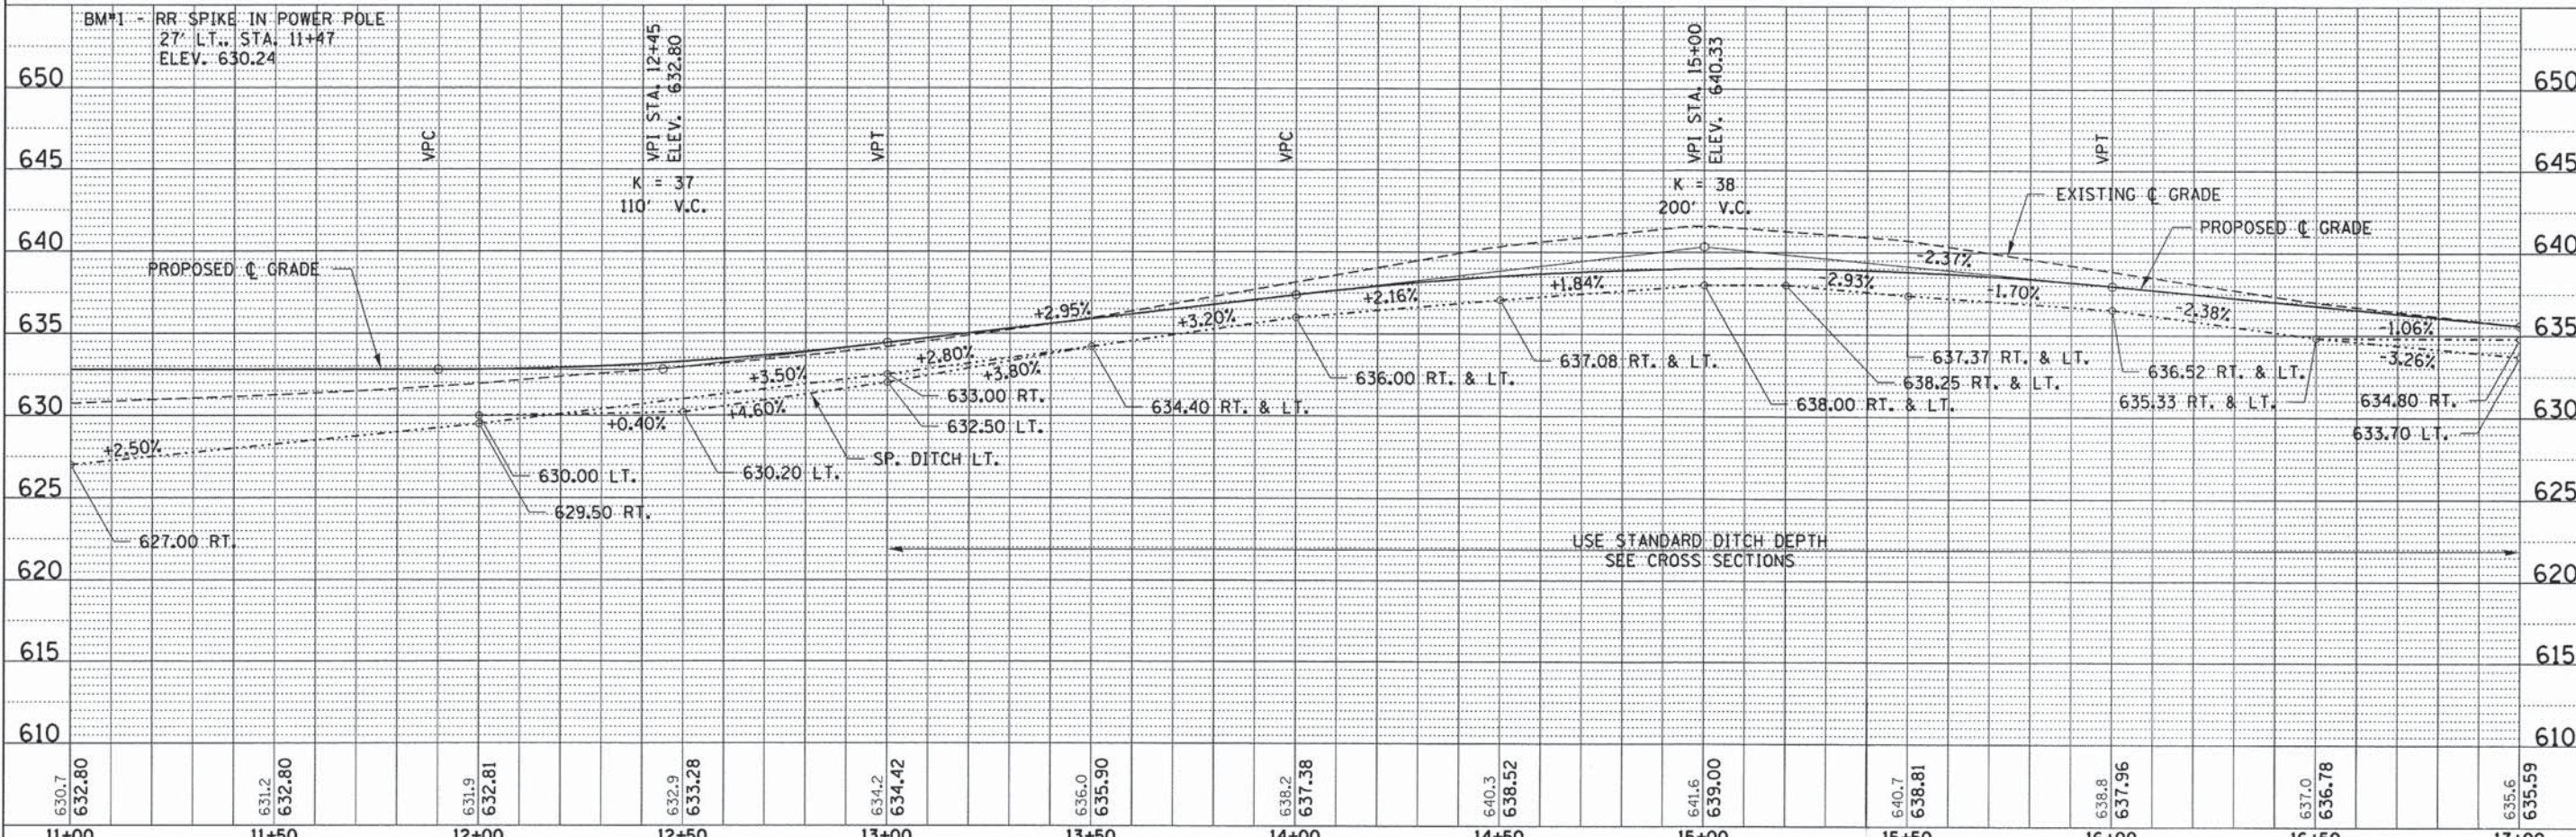 BM#1 - RR SPIKE IN POWER POLE
27' LT., STA. 11+47
ELEV. 630.24
VPC
VPI STA. 12+45
ELEV. 632.80
K = 37
110' V.C.
VPT
VPC
VPI STA. 15+00
ELEV. 640.33
K = 38
200' V.C.
VPT
650
650
645
645
640
640
635
635
630
630
625
625
620
620
615
615
610
610
EXISTING ℄ GRADE
PROPOSED ℄ GRADE
PROPOSED ℄ GRADE
+2.50%
+0.40%
+4.60%
+3.50%
+2.80%
+3.80%
+2.95%
+3.20%
+2.16%
+1.84%
-2.93%
-2.37%
-1.70%
-2.38%
-1.06%
-3.26%
627.00 RT.
630.00 LT.
629.50 RT.
630.20 LT.
SP. DITCH LT.
633.00 RT.
632.50 LT.
634.40 RT. & LT.
636.00 RT. & LT.
637.08 RT. & LT.
638.00 RT. & LT.
638.25 RT. & LT.
637.37 RT. & LT.
636.52 RT. & LT.
635.33 RT. & LT.
634.80 RT.
633.70 LT.
USE STANDARD DITCH DEPTH
SEE CROSS SECTIONS
630.7
632.80
631.2
632.80
631.9
632.81
632.9
633.28
634.2
634.42
636.0
635.90
638.2
637.38
640.3
638.52
641.6
639.00
640.7
638.81
638.8
637.96
637.0
636.78
635.6
635.59
11+00
11+50
12+00
12+50
13+00
13+50
14+00
14+50
15+00
15+50
16+00
16+50
17+00